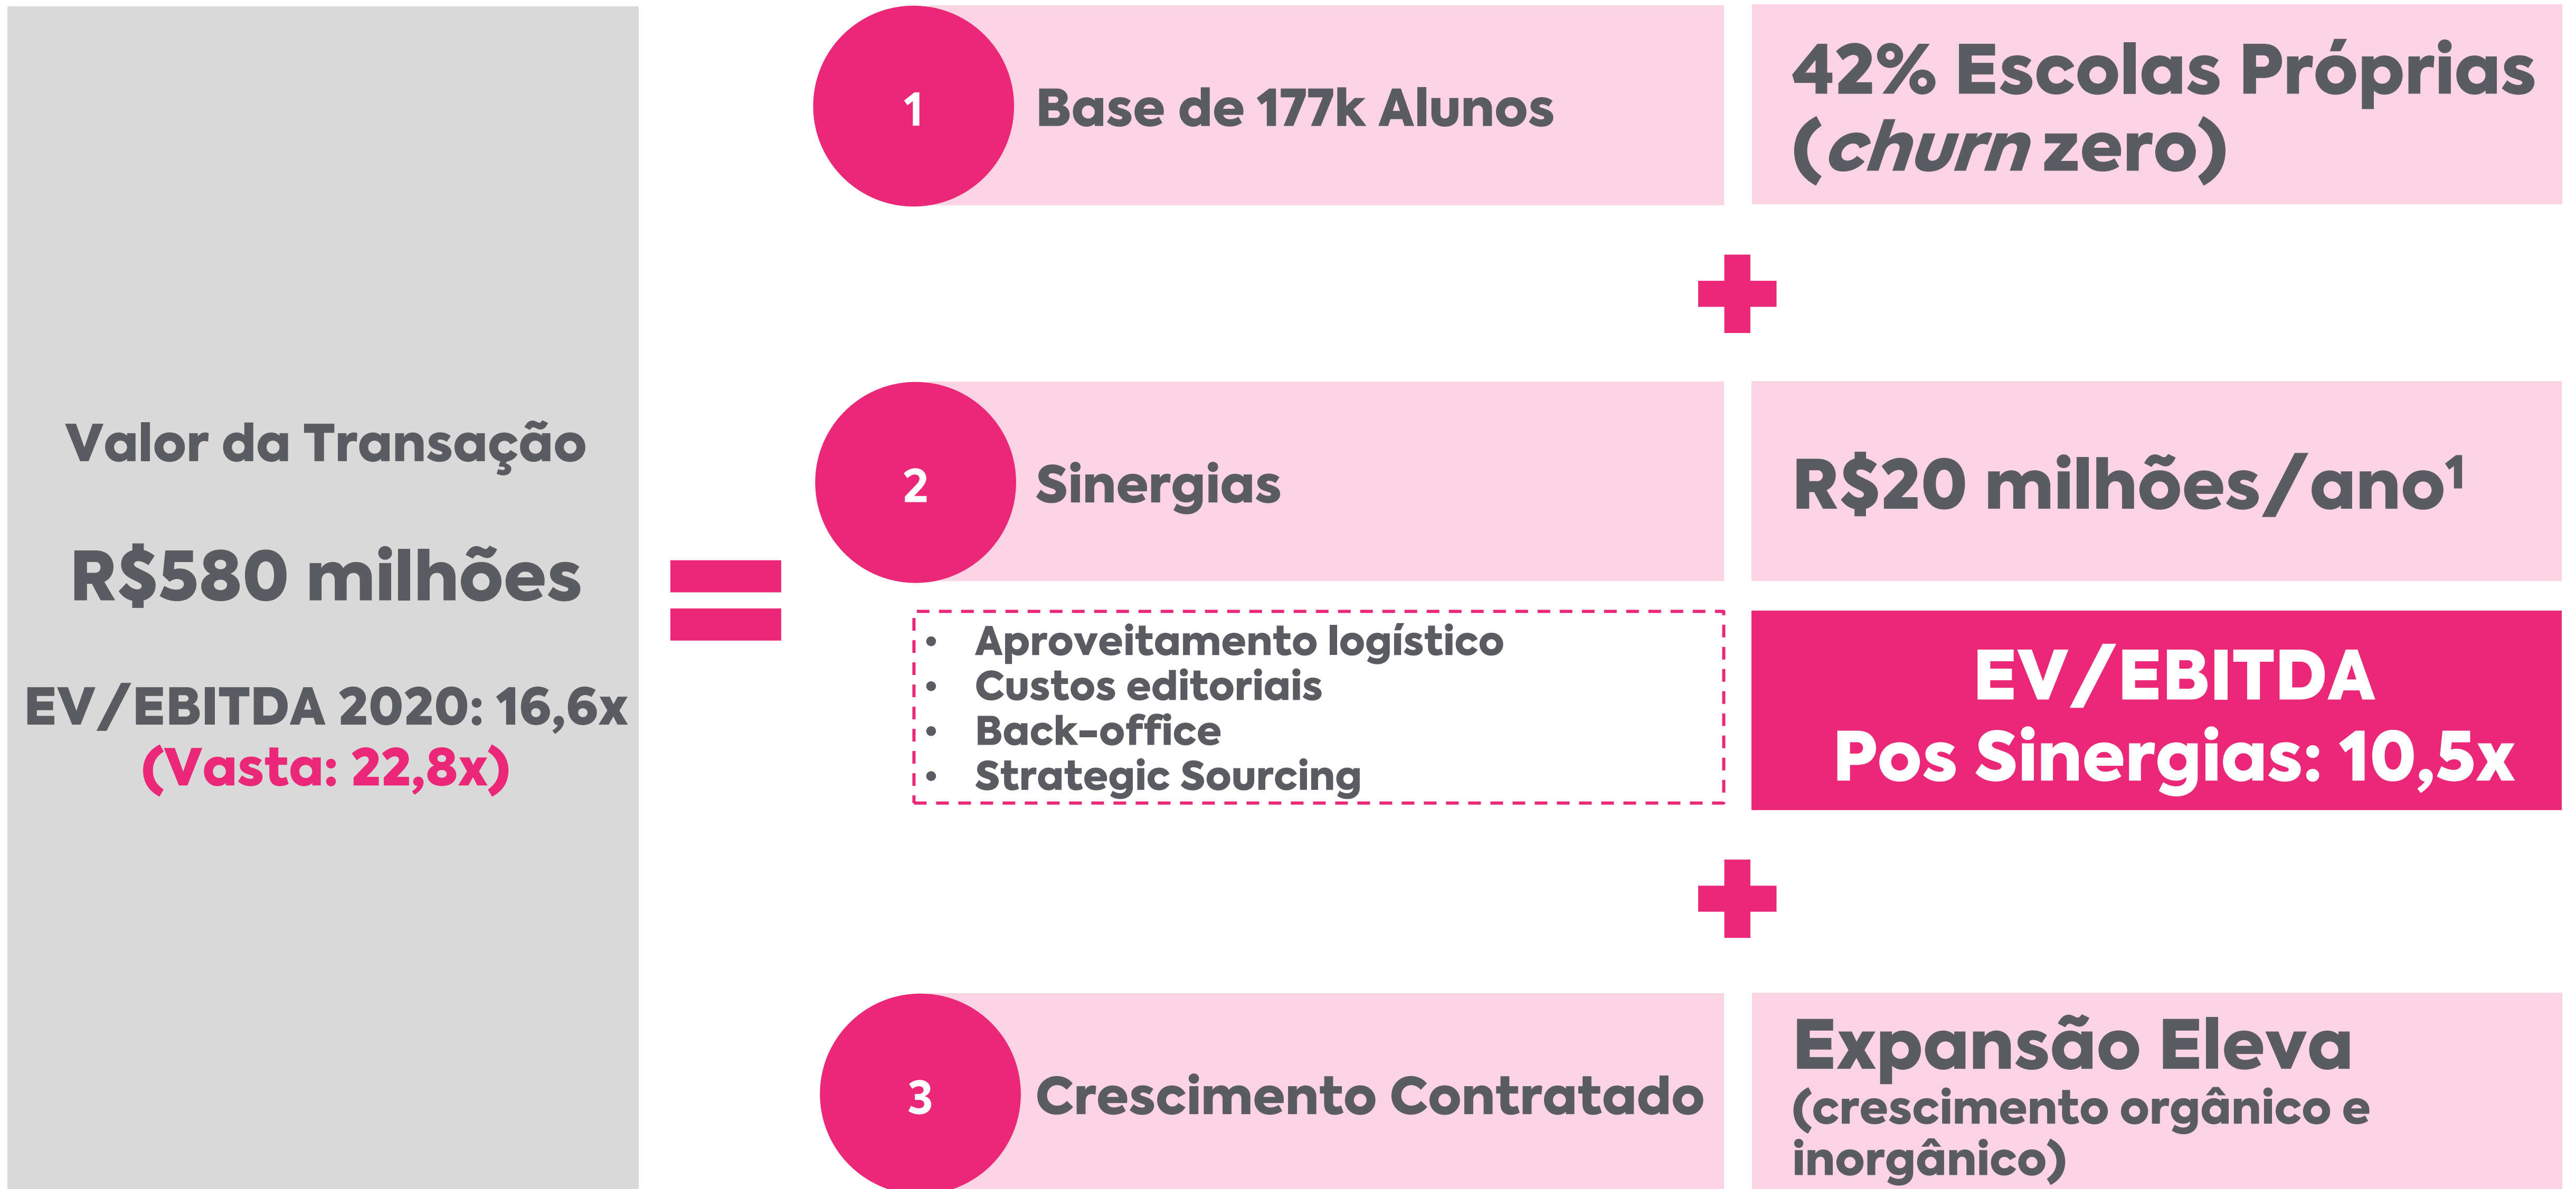 Valor da Transação
R$580 milhões
EV/EBITDA 2020: 16,6x
(Vasta: 22,8x)
1
Base de 177k Alunos
42% Escolas Próprias
(churn zero)
2
Sinergias
R$20 milhões/ano¹
• Aproveitamento logístico
• Custos editoriais
• Back-office
• Strategic Sourcing
EV/EBITDA
Pos Sinergias: 10,5x
3
Crescimento Contratado
Expansão Eleva
(crescimento orgânico e
inorgânico)